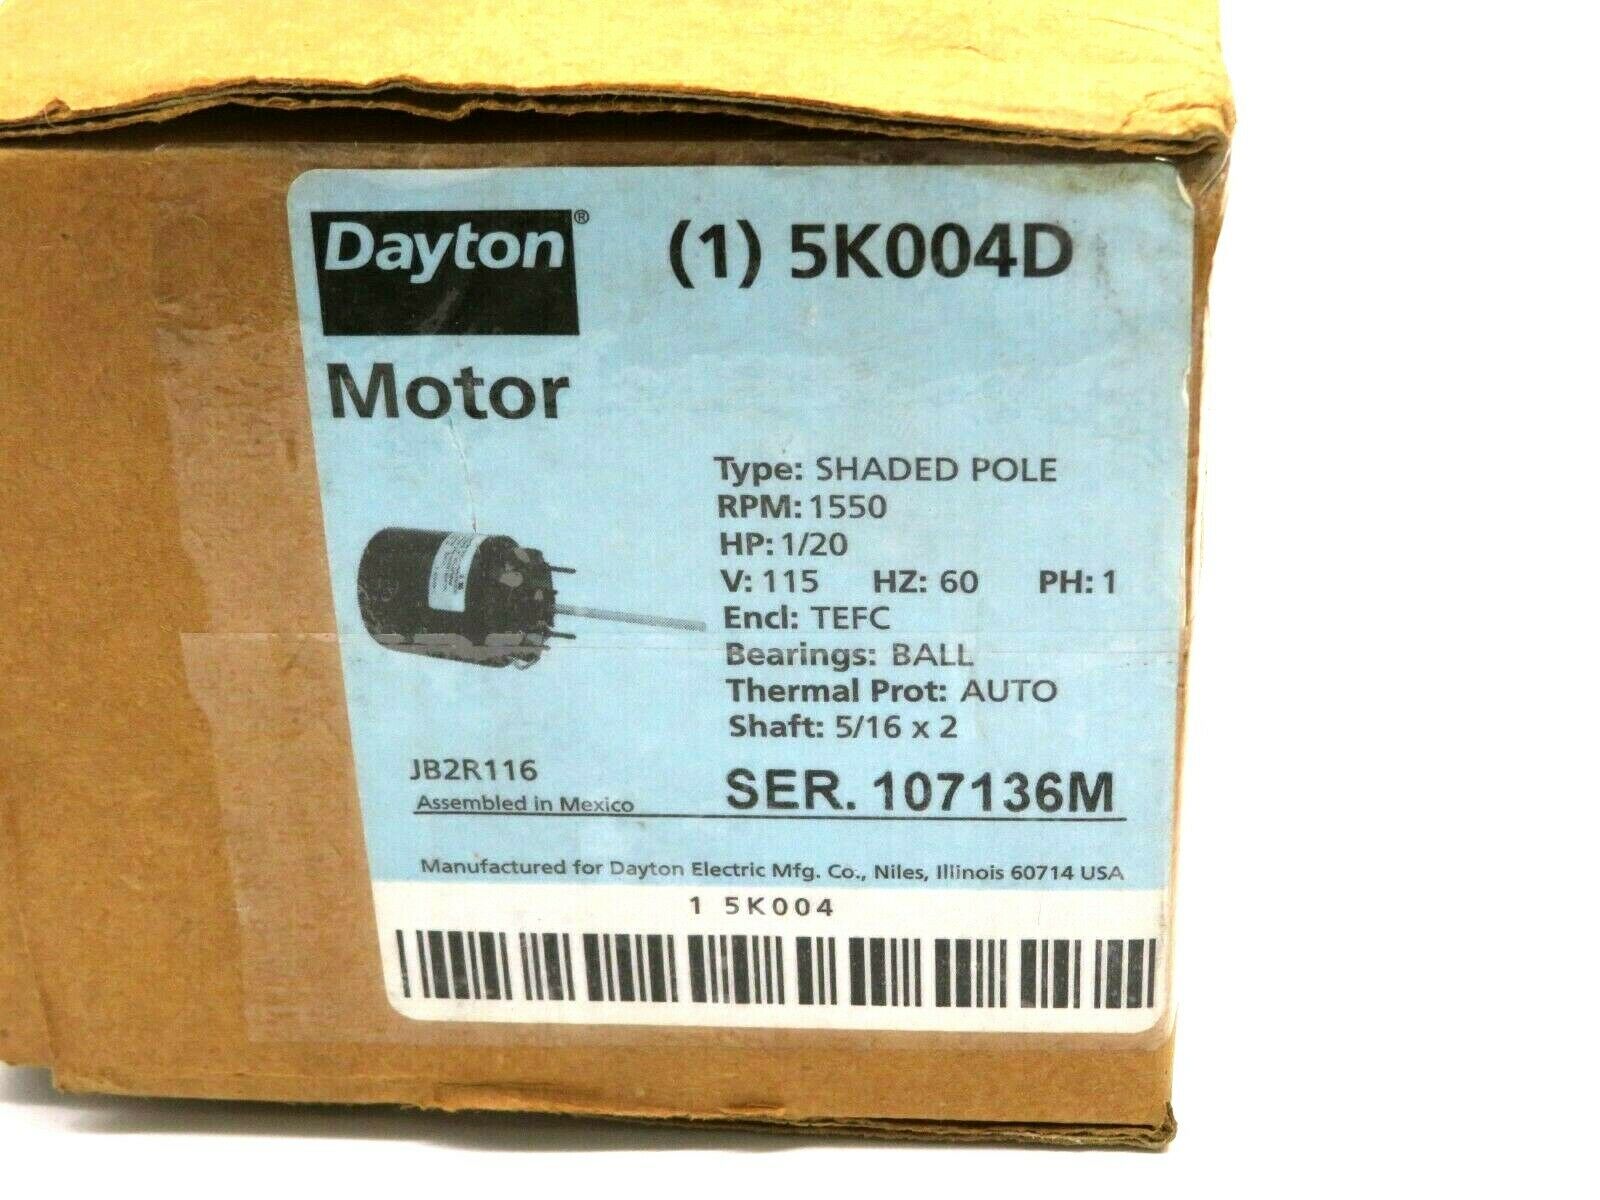 Dayton®
(1) 5K004D
Motor
Type: SHADED POLE
RPM: 1550
HP: 1/20
V: 115 HZ: 60 PH: 1
Encl: TEFC
Bearings: BALL
Thermal Prot: AUTO
Shaft: 5/16 x 2
JB2R116
Assembled in Mexico
SER. 107136M
Manufactured for Dayton Electric Mfg. Co., Niles, Illinois 60714 USA
1 5K004